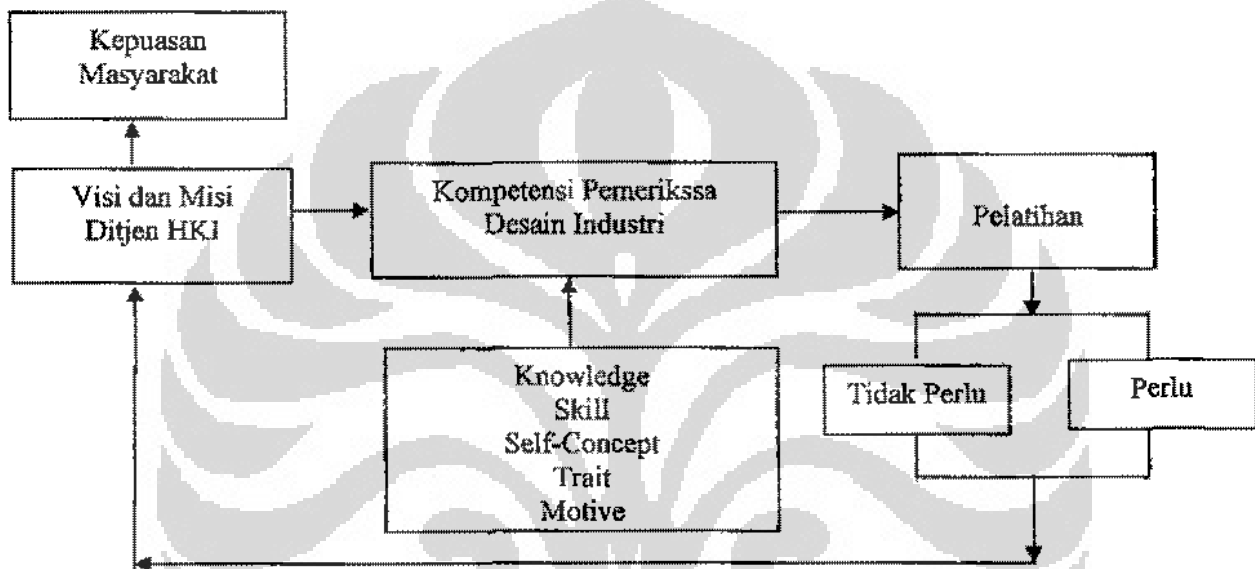 Kepuasan
Masyarakat
Visi dan Misi
Ditjen HKI
Kompetensi Pemerikssa
Desain Industri
Pelatihan
Knowledge
Skill
Self-Concept
Trait
Motive
Tidak Perlu
Perlu